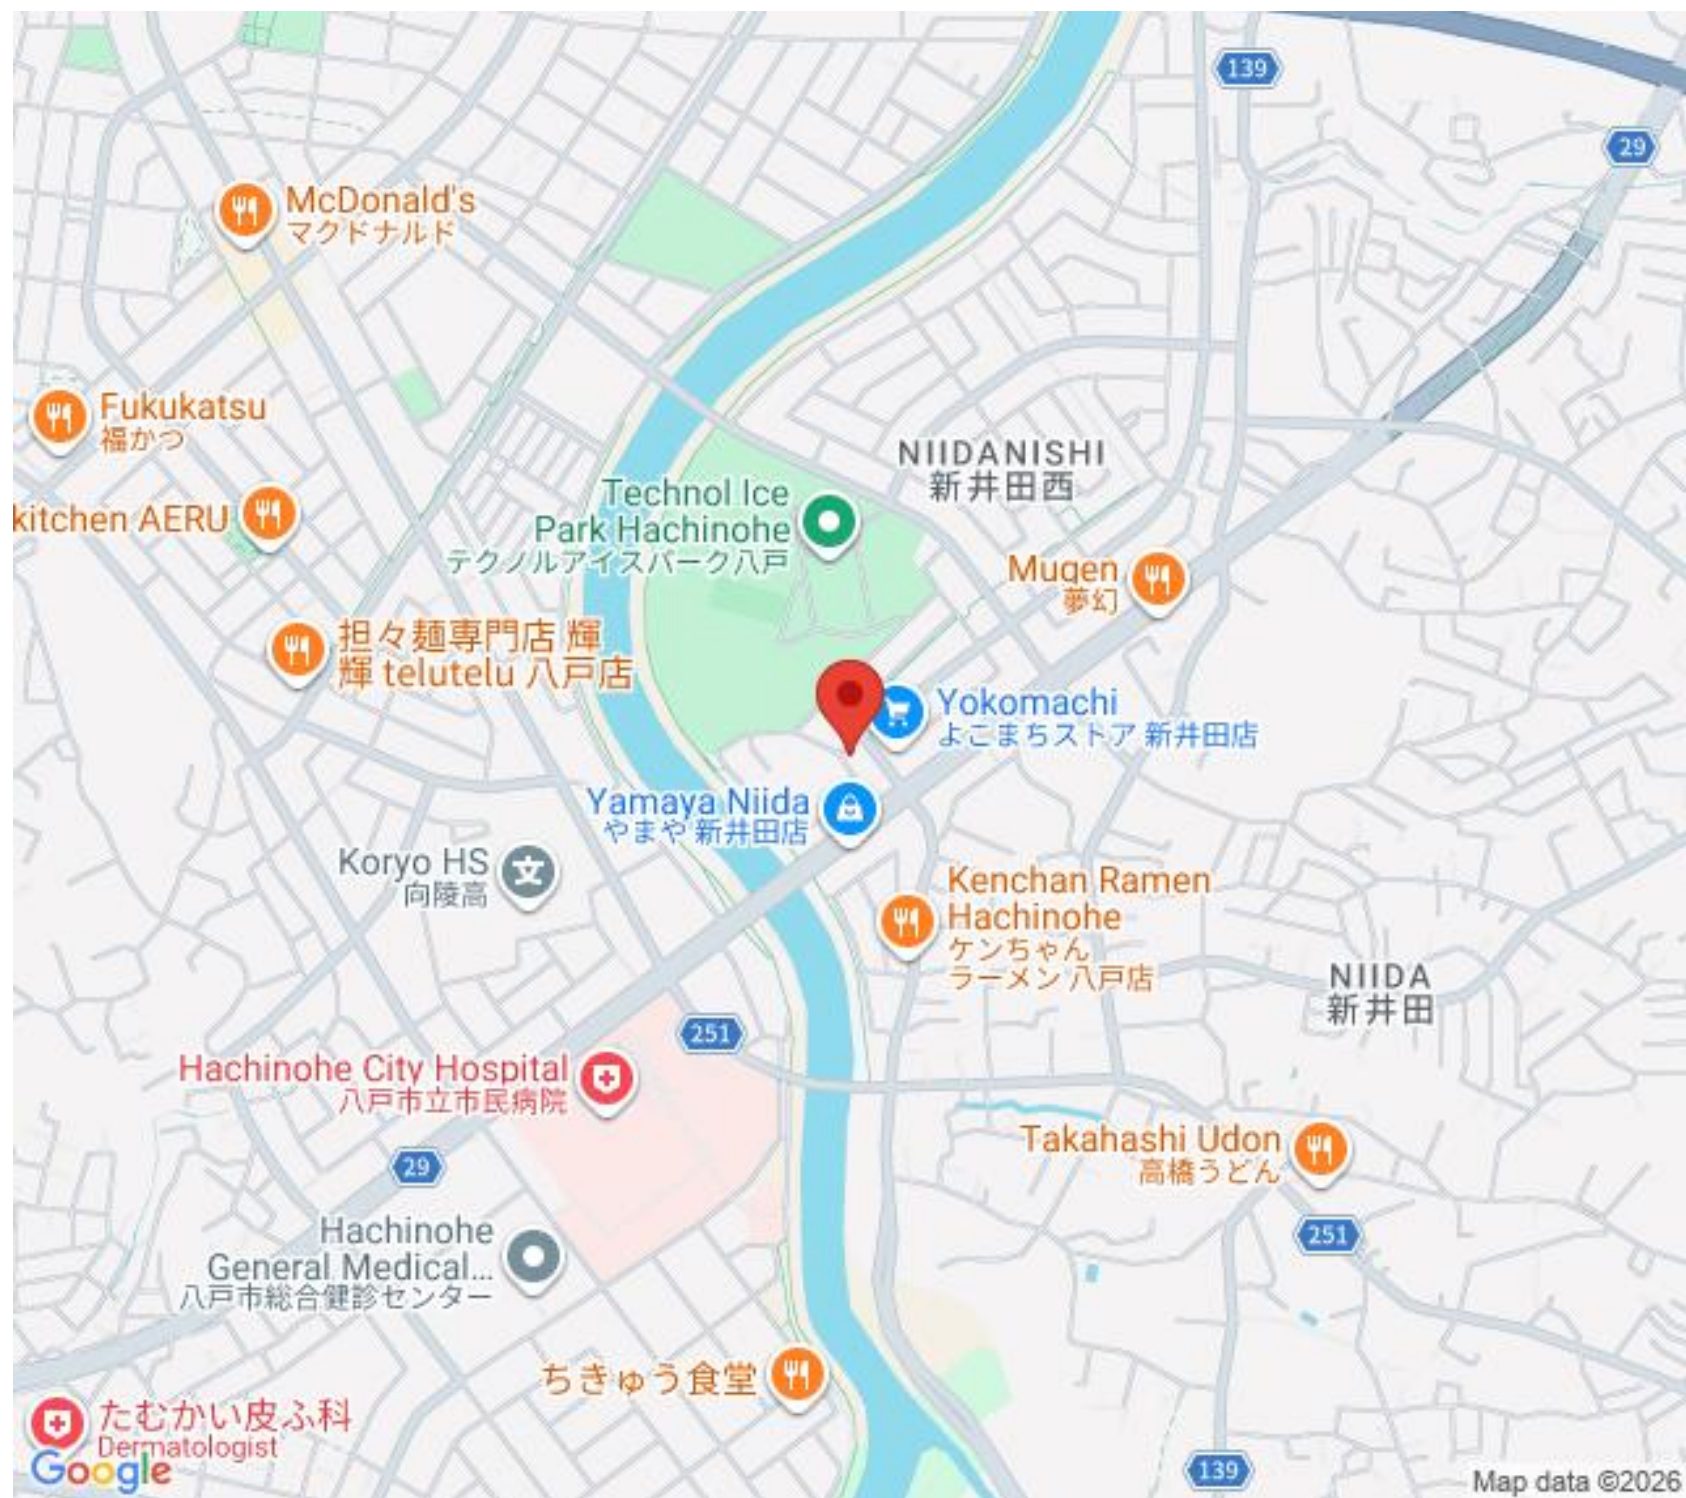 139
29
McDonald's
マクドナルド
Fukukatsu
福かつ
NIIDANISHI
新井田西
Technol Ice
Park Hachinohe
テクノルアイスパーク八戸
kitchen AERU
Mugen
夢幻
担々麺専門店 輝
輝 telutelu 八戸店
Yokomachi
よこまちストア 新井田店
Yamaya Niida
やまや 新井田店
Koryo HS
向陵高
Kenchan Ramen
Hachinohe
ケンちゃん
ラーメン 八戸店
NIIDA
新井田
251
Hachinohe City Hospital
八戸市立市民病院
29
Takahashi Udon
高橋うどん
251
Hachinohe
General Medical...
八戸市総合健診センター
ちきゅう食堂
たむかい皮ふ科
Dermatologist
Google
139
Map data ©2026